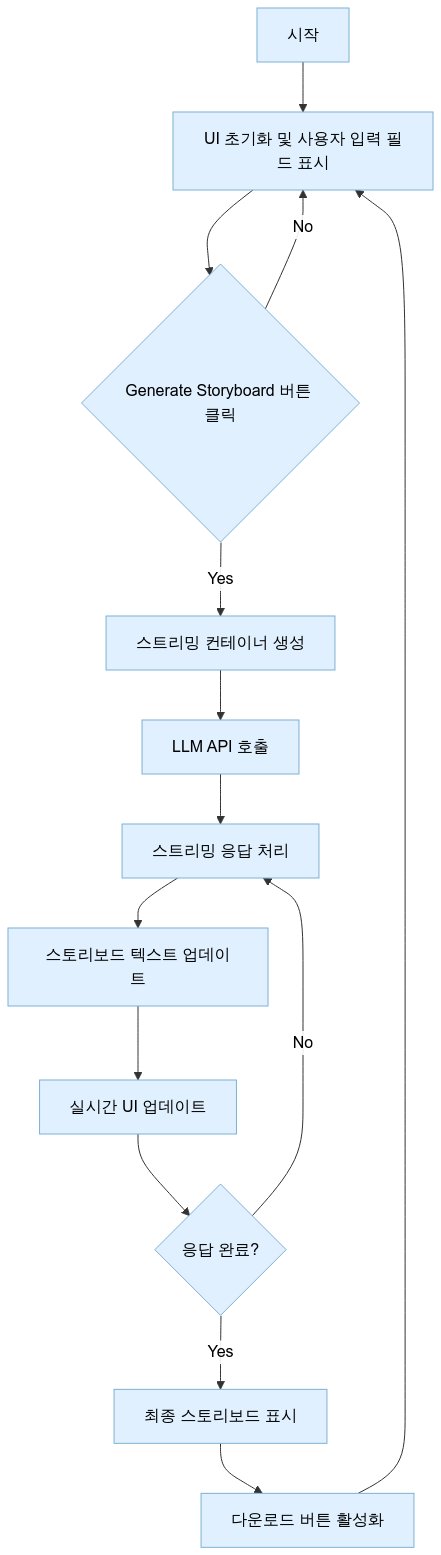 시작
UI 초기화 및 사용자 입력 필
드 표시
No
Generate Storyboard 버튼
클릭
Yes
스트리밍 컨테이너 생성
LLM API 호출
스트리밍 응답 처리
스토리보드 텍스트 업데이
트
No
실시간 UI 업데이트
응답 완료?
Yes
최종 스토리보드 표시
다운로드 버튼 활성화